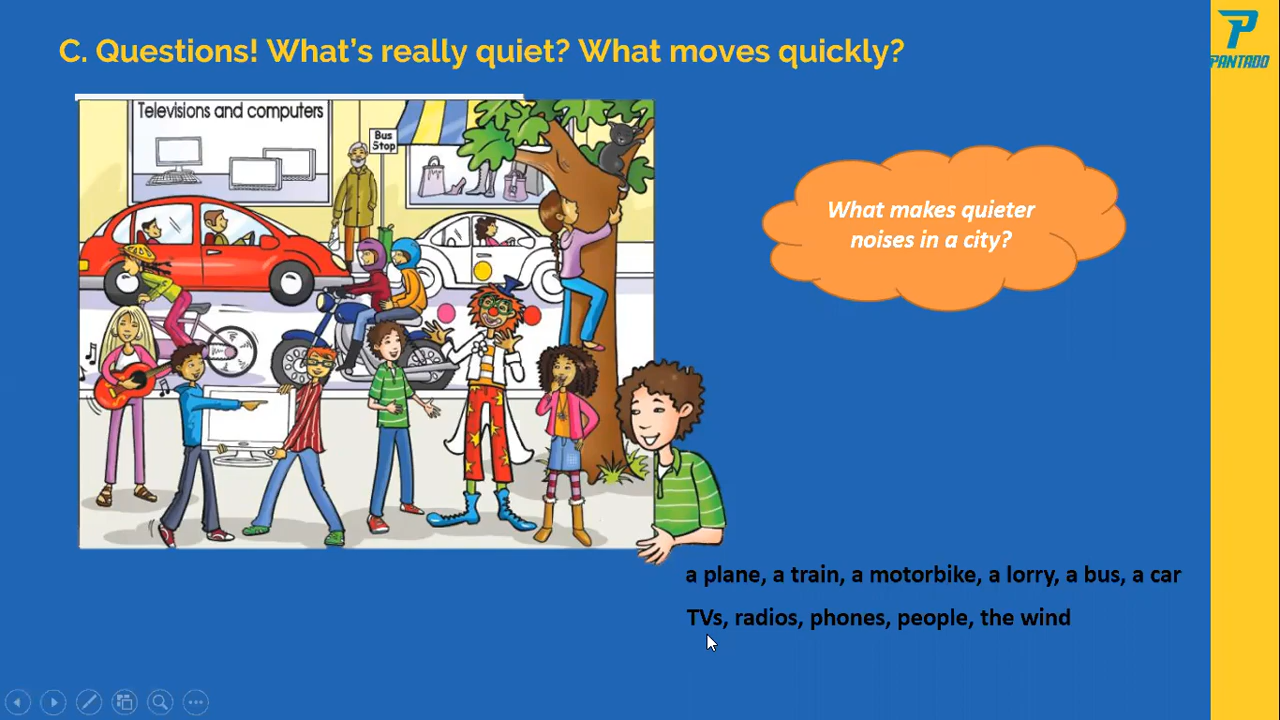 C. Questions! What's really quiet? What moves quickly?
PANTADO
Televisions and computers
Bus
Stop
What makes quieter
noises in a city?
a plane, a train, a motorbike, a lorry, a bus, a car
TVs, radios, phones, people, the wind